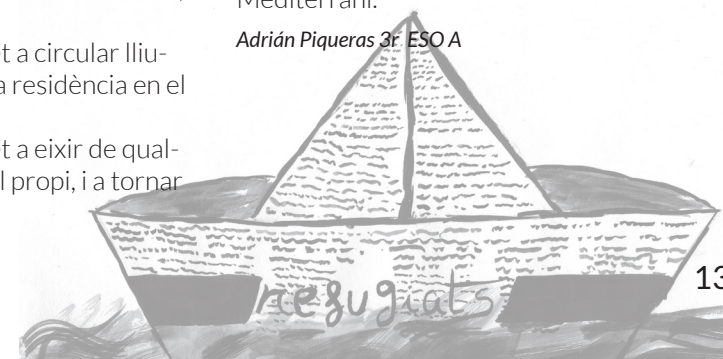 t a circular lliu-
a residència en el
t a eixir de qual-
l propi, i a tornar
Mediterrani.
Adrián Piqueras 3r ESO A
refugiats
13